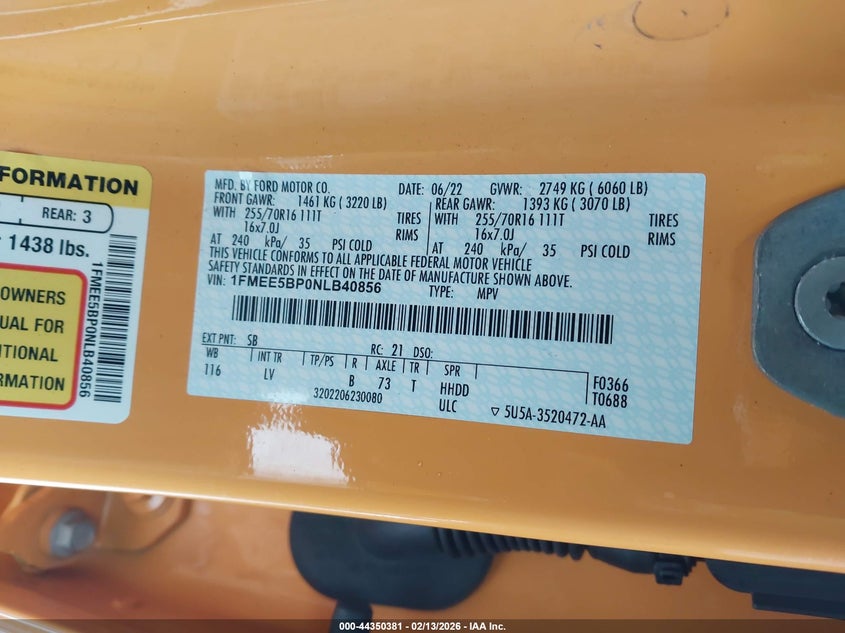 FORMATION
REAR: 3
1438 lbs.
OWNERS
UAL FOR
ITIONAL
ORMATION
1FMEE5BP0NLB40856
MFD. BY FORD MOTOR CO. DATE: 06/22 GVWR: 2749 KG ( 6060 LB)
FRONT GAWR: 1461 KG ( 3220 LB) REAR GAWR: 1393 KG ( 3070 LB)
WITH 255/70R16 111T TIRES WITH 255/70R16 111T TIRES
16x7.0J RIMS 16x7.0J RIMS
AT 240 kPa/ 35 PSI COLD AT 240 kPa/ 35 PSI COLD
THIS VEHICLE CONFORMS TO ALL APPLICABLE FEDERAL MOTOR VEHICLE
SAFETY STANDARDS IN EFFECT ON THE DATE OF MANUFACTURE SHOWN ABOVE.
VIN: 1FMEE5BP0NLB40856 TYPE: MPV
EXT PNT: SB RC: 21 DSO:
WB INT TR TP/PS R AXLE TR SPR F0366
116 LV B 73 T HHDD T0688
3202206230080 ULC ▽ 5U5A-3520472-AA
000-44350381 - 02/13/2026 - IAA Inc.